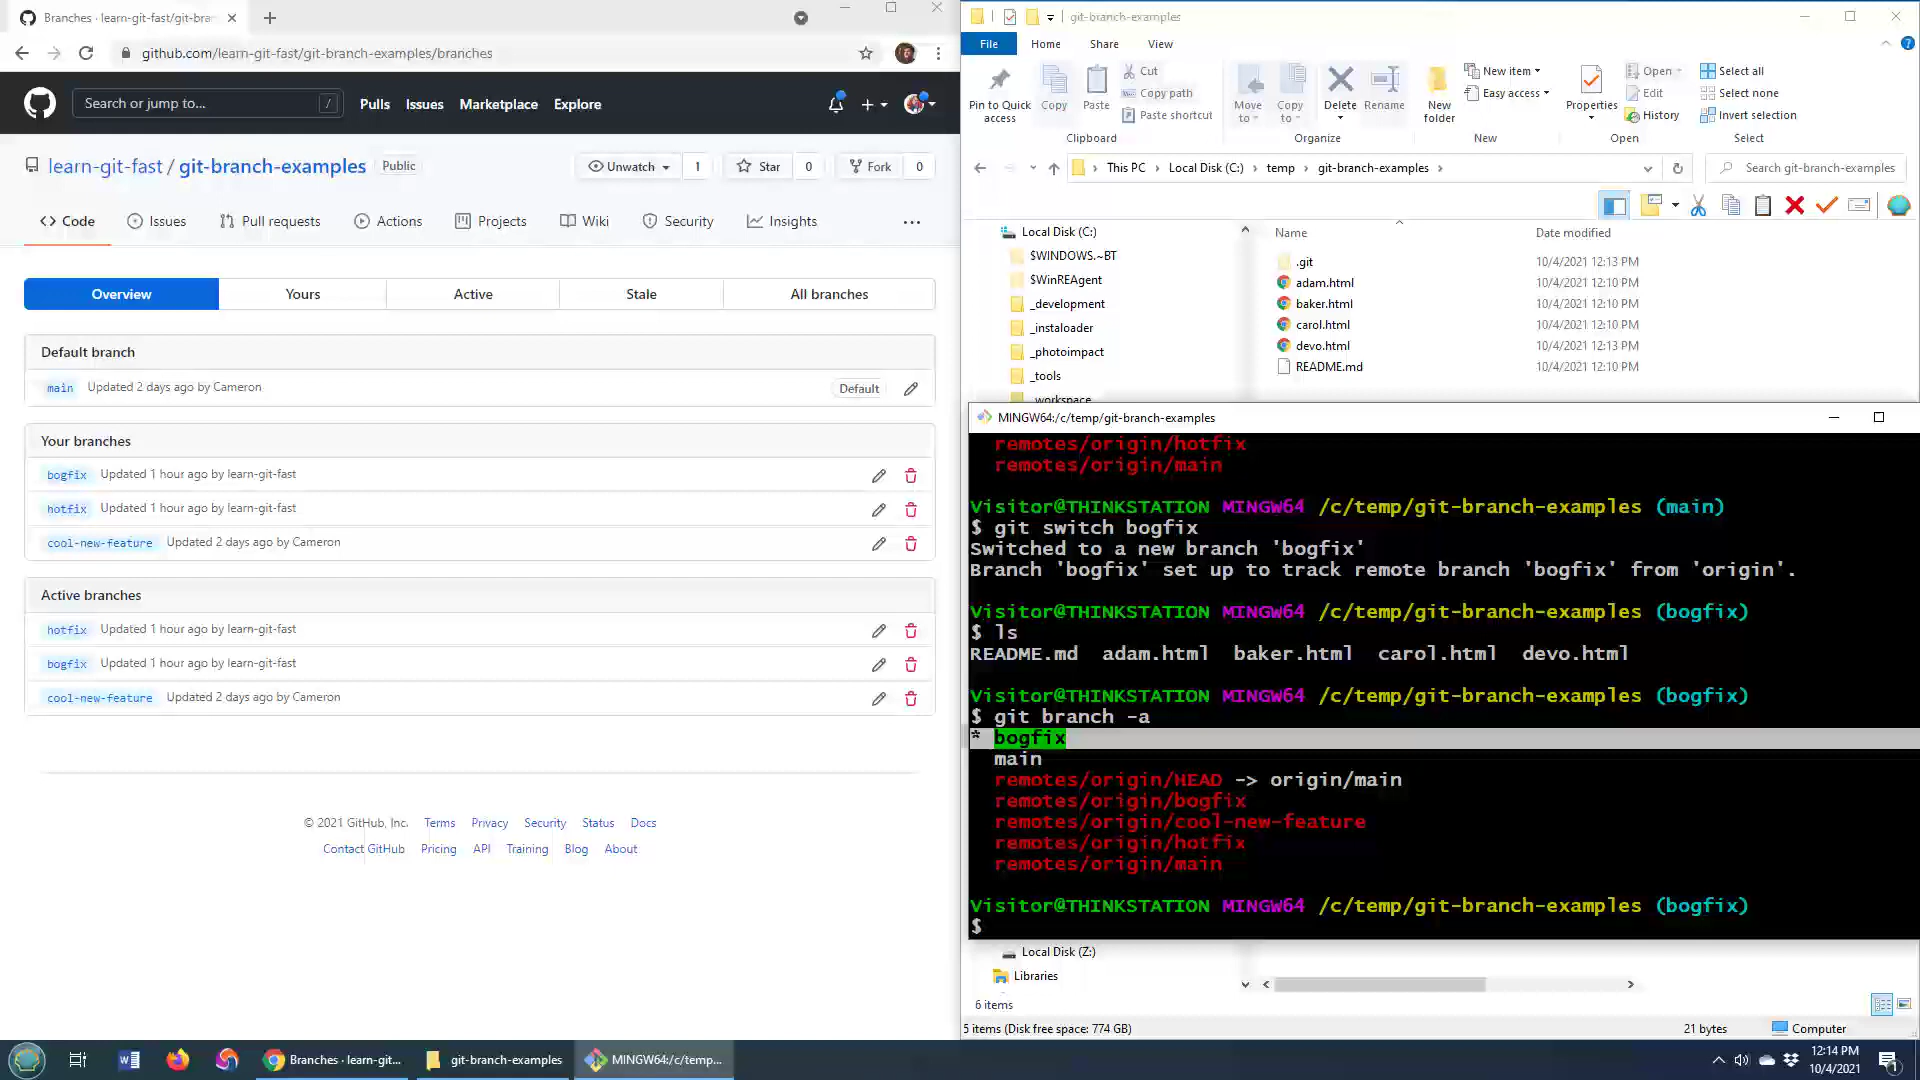 Branches · learn-git-fast/git-bran
github.com/learn-git-fast/git-branch-examples/branches
Search or jump to...
/
Pulls
Issues
Marketplace
Explore
learn-git-fast / git-branch-examples
Public
Unwatch
1
Star
0
Fork
0
Code
Issues
Pull requests
Actions
Projects
Wiki
Security
Insights
Overview
Yours
Active
Stale
All branches
Default branch
main Updated 2 days ago by Cameron
Default
Your branches
bogfix Updated 1 hour ago by learn-git-fast
hotfix Updated 1 hour ago by learn-git-fast
cool-new-feature Updated 2 days ago by Cameron
Active branches
hotfix Updated 1 hour ago by learn-git-fast
bogfix Updated 1 hour ago by learn-git-fast
cool-new-feature Updated 2 days ago by Cameron
© 2021 GitHub, Inc. Terms Privacy Security Status Docs
Contact GitHub Pricing API Training Blog About
git-branch-examples
File
Home
Share
View
Pin to Quick access
Copy
Paste
Cut
Copy path
Paste shortcut
Clipboard
Move to
Copy to
Delete
Rename
Organize
New folder
New item
Easy access
New
Properties
Open
Edit
History
Open
Select all
Select none
Invert selection
Select
This PC
Local Disk (C:)
temp
git-branch-examples
Search git-branch-examples
Local Disk (C:)
$WINDOWS.~BT
$WinREAgent
_development
_instaloader
_photoimpact
_tools
_workspace
Name
Date modified
.git 10/4/2021 12:13 PM
adam.html 10/4/2021 12:10 PM
baker.html 10/4/2021 12:10 PM
carol.html 10/4/2021 12:10 PM
devo.html 10/4/2021 12:13 PM
README.md 10/4/2021 12:10 PM
MINGW64:/c/temp/git-branch-examples
remotes/origin/hotfix
remotes/origin/main
Visitor@THINKSTATION MINGW64 /c/temp/git-branch-examples (main)
$ git switch bogfix
Switched to a new branch 'bogfix'
Branch 'bogfix' set up to track remote branch 'bogfix' from 'origin'.
Visitor@THINKSTATION MINGW64 /c/temp/git-branch-examples (bogfix)
$ ls
README.md adam.html baker.html carol.html devo.html
Visitor@THINKSTATION MINGW64 /c/temp/git-branch-examples (bogfix)
$ git branch -a
* bogfix
main
remotes/origin/HEAD -> origin/main
remotes/origin/bogfix
remotes/origin/cool-new-feature
remotes/origin/hotfix
remotes/origin/main
Visitor@THINKSTATION MINGW64 /c/temp/git-branch-examples (bogfix)
$
Local Disk (Z:)
Libraries
6 items
5 items (Disk free space: 774 GB)
21 bytes
Computer
Branches · learn-git...
git-branch-examples
MINGW64:/c/temp...
12:14 PM
10/4/2021
1